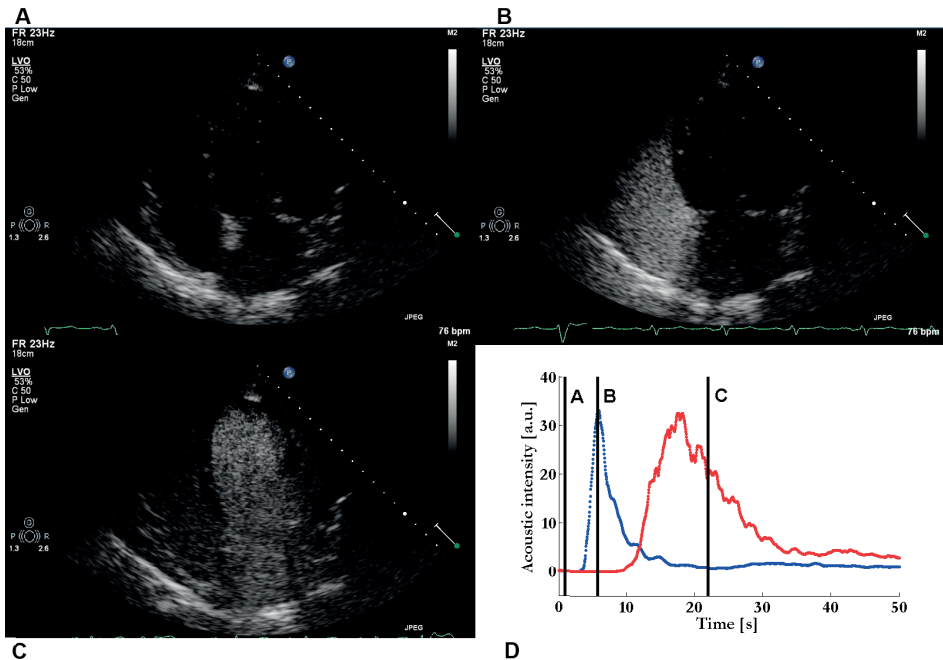 A
FR 23Hz
18cm
LVO
53%
C 50
P Low
Gen
M2
P
G
P R
1.3 2.6
JPEG
76 bpm
B
FR 23Hz
18cm
LVO
53%
C 50
P Low
Gen
M2
P
G
P R
1.3 2.6
JPEG
76 bpm
FR 23Hz
18cm
LVO
53%
C 50
P Low
Gen
M2
P
G
P R
1.3 2.6
JPEG
C
40
30
20
10
0
Acoustic intensity [a.u.]
A
B
C
0 10 20 30 40 50
Time [s]
D